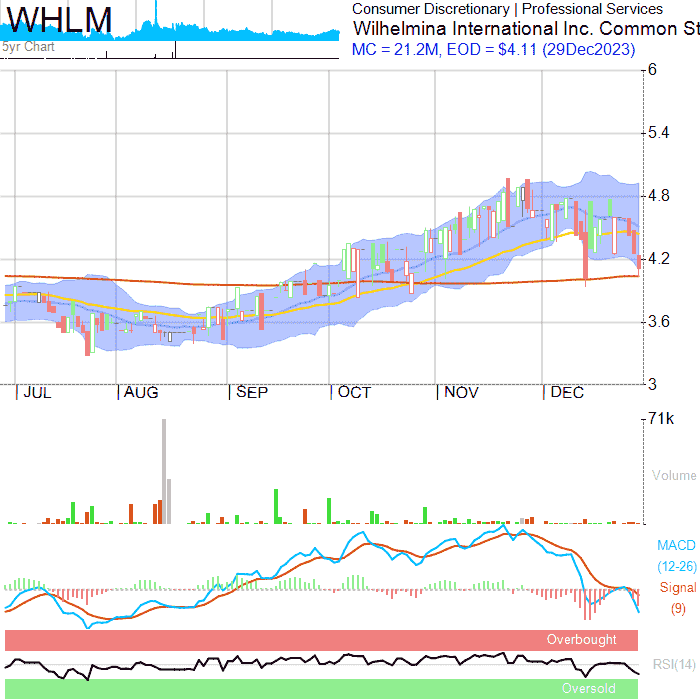 WHLM
5yr Chart
Consumer Discretionary | Professional Services
Wilhelmina International Inc. Common St
MC = 21.2M, EOD = $4.11 (29Dec2023)
6
5.4
4.8
4.2
3.6
3
JUL AUG SEP OCT NOV DEC
71k
Volume
MACD
(12-26)
Signal
(9)
Overbought
RSI(14)
Oversold